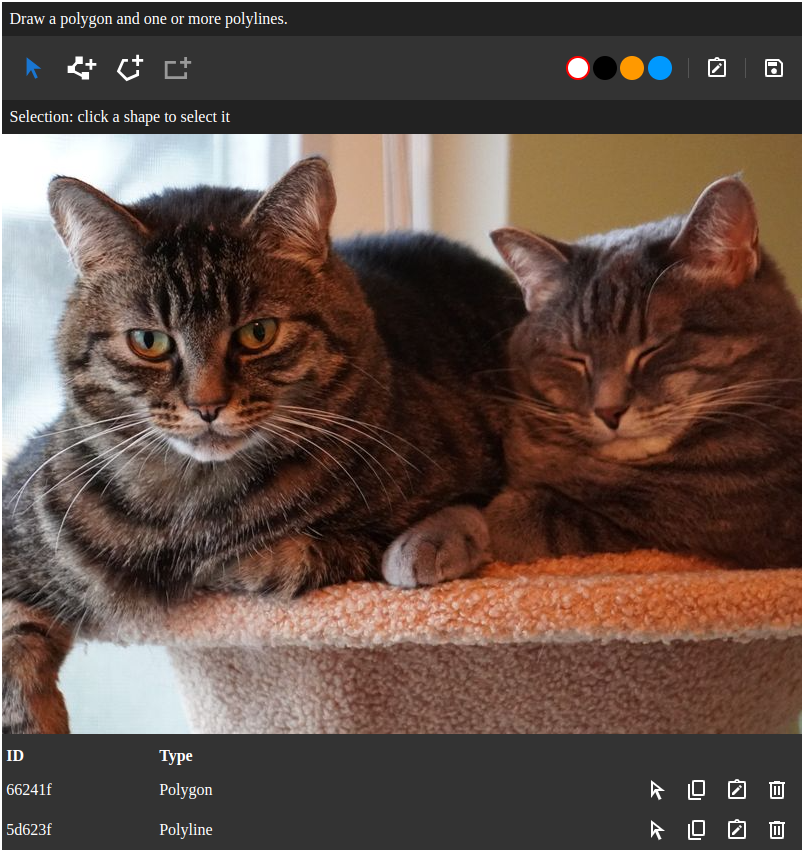 Draw a polygon and one or more polylines.
Selection: click a shape to select it
ID Type
66241f Polygon
5d623f Polyline